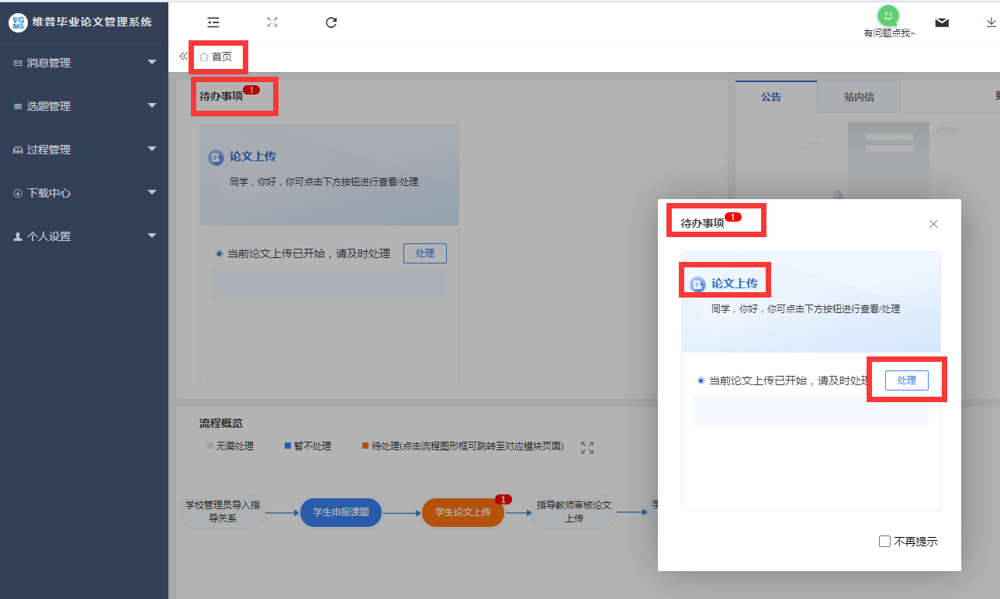 VG
MS
维普毕业论文管理系统
有问题点我~
消息管理
选题管理
过程管理
下载中心
个人设置
首页
待办事项 1
论文上传
同学，你好，你可点击下方按钮进行查看/处理
当前论文上传已开始，请及时处理
处理
公告
站内信
待办事项 1
论文上传
同学，你好，你可点击下方按钮进行查看/处理
当前论文上传已开始，请及时处理
处理
不再提示
流程概览
无需处理
暂不处理
待处理(点击流程图形框可跳转至对应模块页面)
学校管理员导入指
导关系
学生申报课题
学生论文上传
1
指导教师审核论文
上传
学